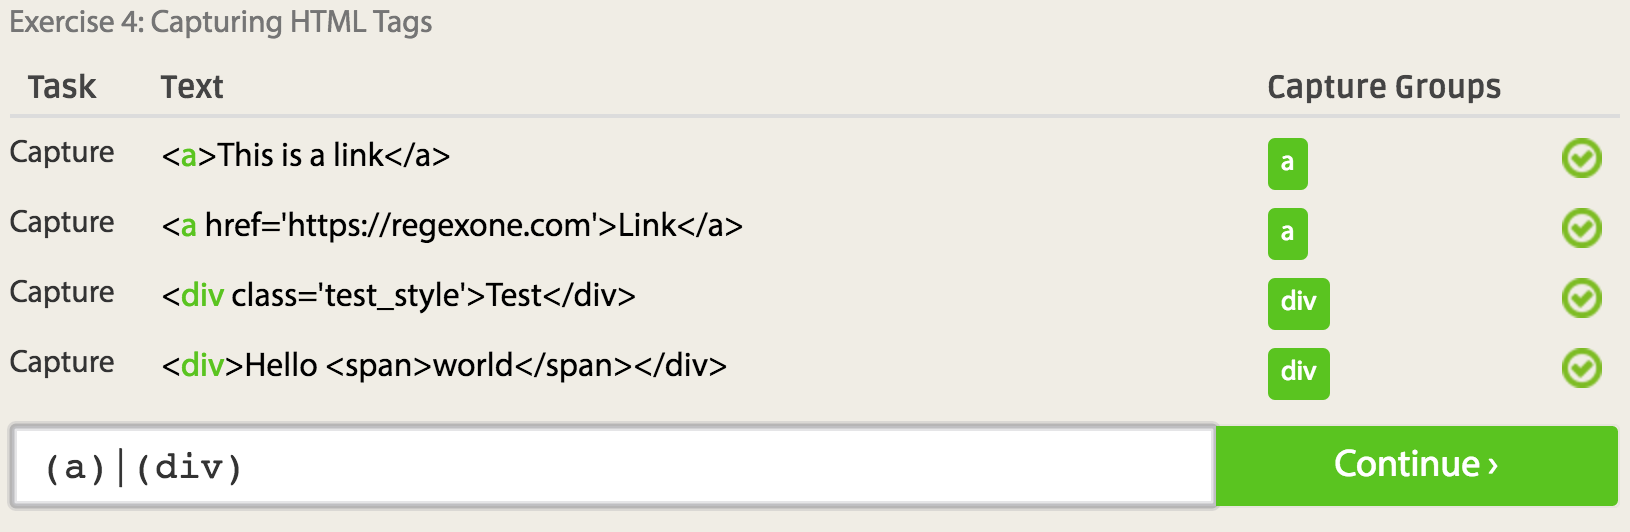 Exercise 4: Capturing HTML Tags
Task Text Capture Groups
Capture <a>This is a link</a> a
Capture <a href='https://regexone.com'>Link</a> a
Capture <div class='test_style'>Test</div> div
Capture <div>Hello <span>world</span></div> div
(a)|(div) Continue ›